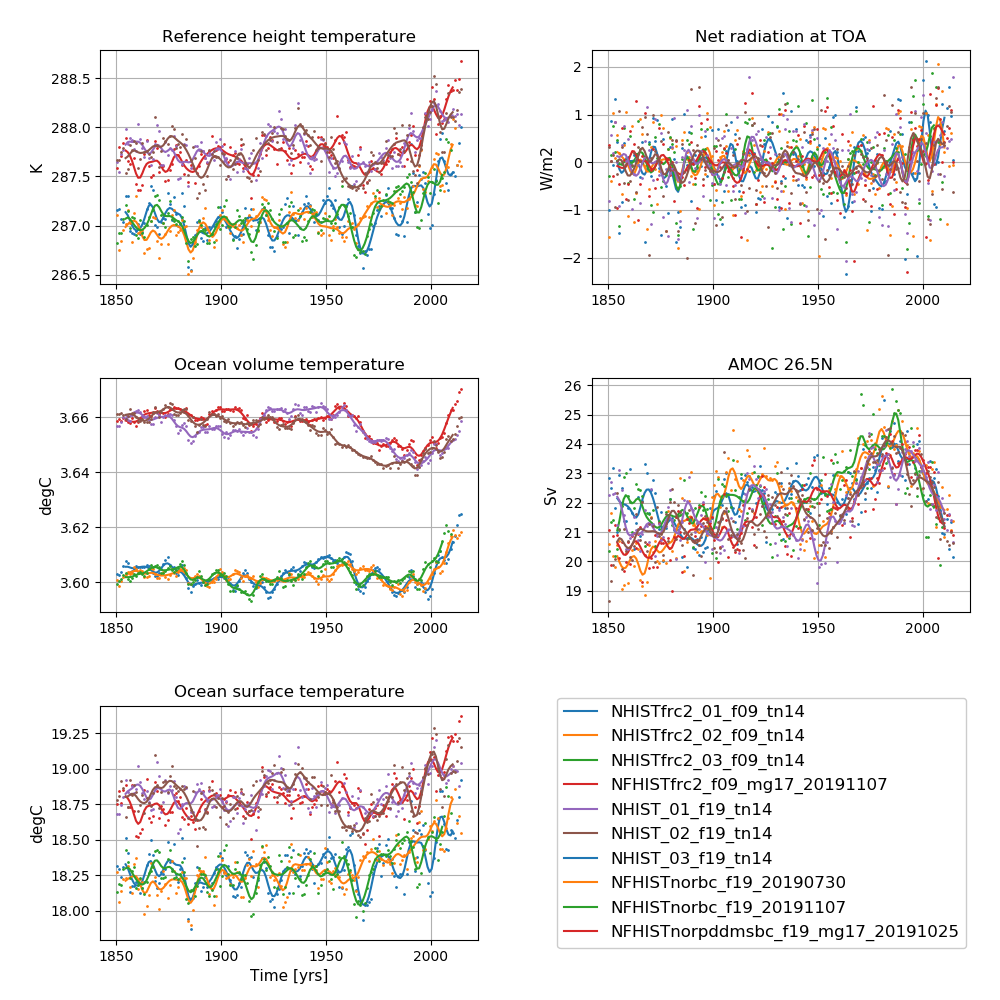 Reference height temperature
K
288.5
288.0
287.5
287.0
286.5
1850
1900
1950
2000
Net radiation at TOA
W/m2
2
1
0
−1
−2
1850
1900
1950
2000
Ocean volume temperature
degC
3.66
3.64
3.62
3.60
1850
1900
1950
2000
AMOC 26.5N
Sv
26
25
24
23
22
21
20
19
1850
1900
1950
2000
Ocean surface temperature
degC
19.25
19.00
18.75
18.50
18.25
18.00
1850
1900
1950
2000
Time [yrs]
NHISTfrc2_01_f09_tn14
NHISTfrc2_02_f09_tn14
NHISTfrc2_03_f09_tn14
NFHISTfrc2_f09_mg17_20191107
NHIST_01_f19_tn14
NHIST_02_f19_tn14
NHIST_03_f19_tn14
NFHISTnorbc_f19_20190730
NFHISTnorbc_f19_20191107
NFHISTnorpddmsbc_f19_mg17_20191025